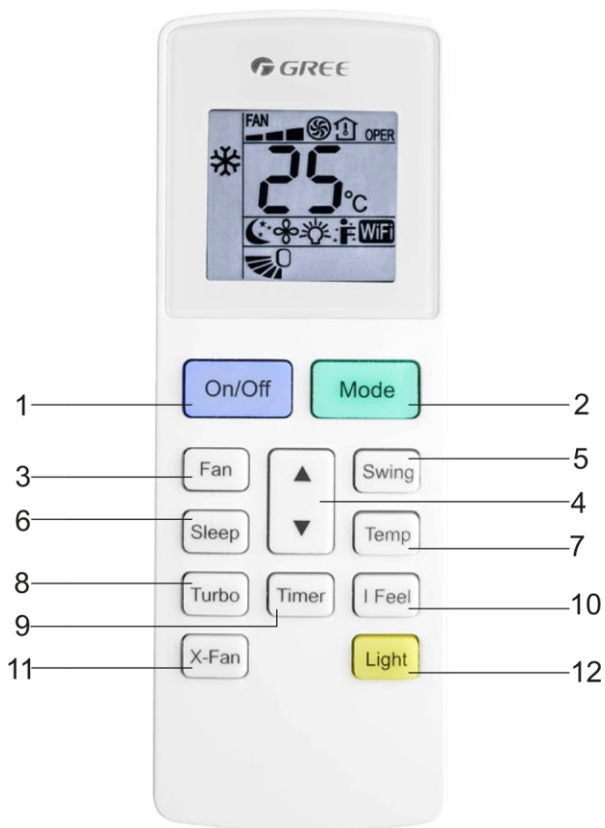 GREE
FAN
OPER
25°C
WiFi
On/Off
Mode
1
2
Fan
Swing
3
5
4
Sleep
Temp
6
7
Turbo
Timer
I Feel
8
9
10
X-Fan
Light
11
12